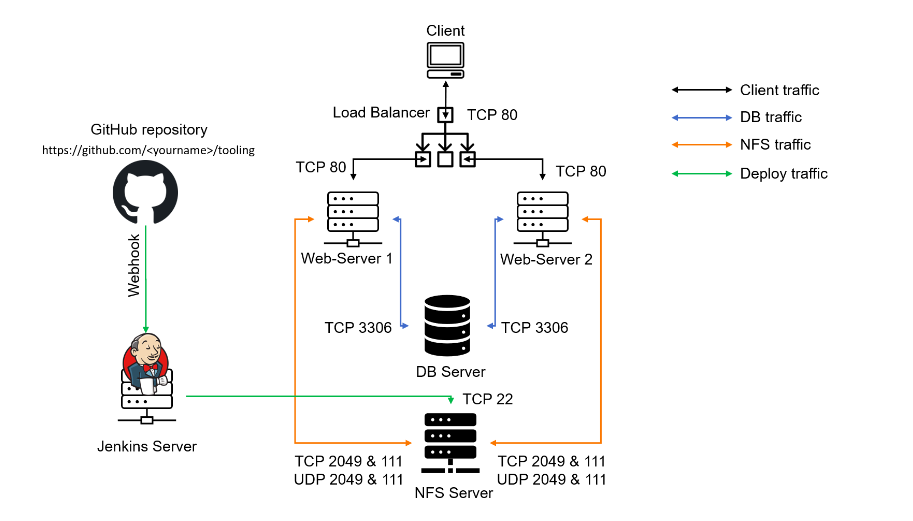 Client
Load Balancer
TCP 80
Client traffic
DB traffic
NFS traffic
Deploy traffic
GitHub repository
https://github.com/<yourname>/tooling
TCP 80
TCP 80
Web-Server 1
Web-Server 2
Webhook
TCP 3306
TCP 3306
DB Server
TCP 22
Jenkins Server
TCP 2049 & 111
UDP 2049 & 111
TCP 2049 & 111
UDP 2049 & 111
NFS Server